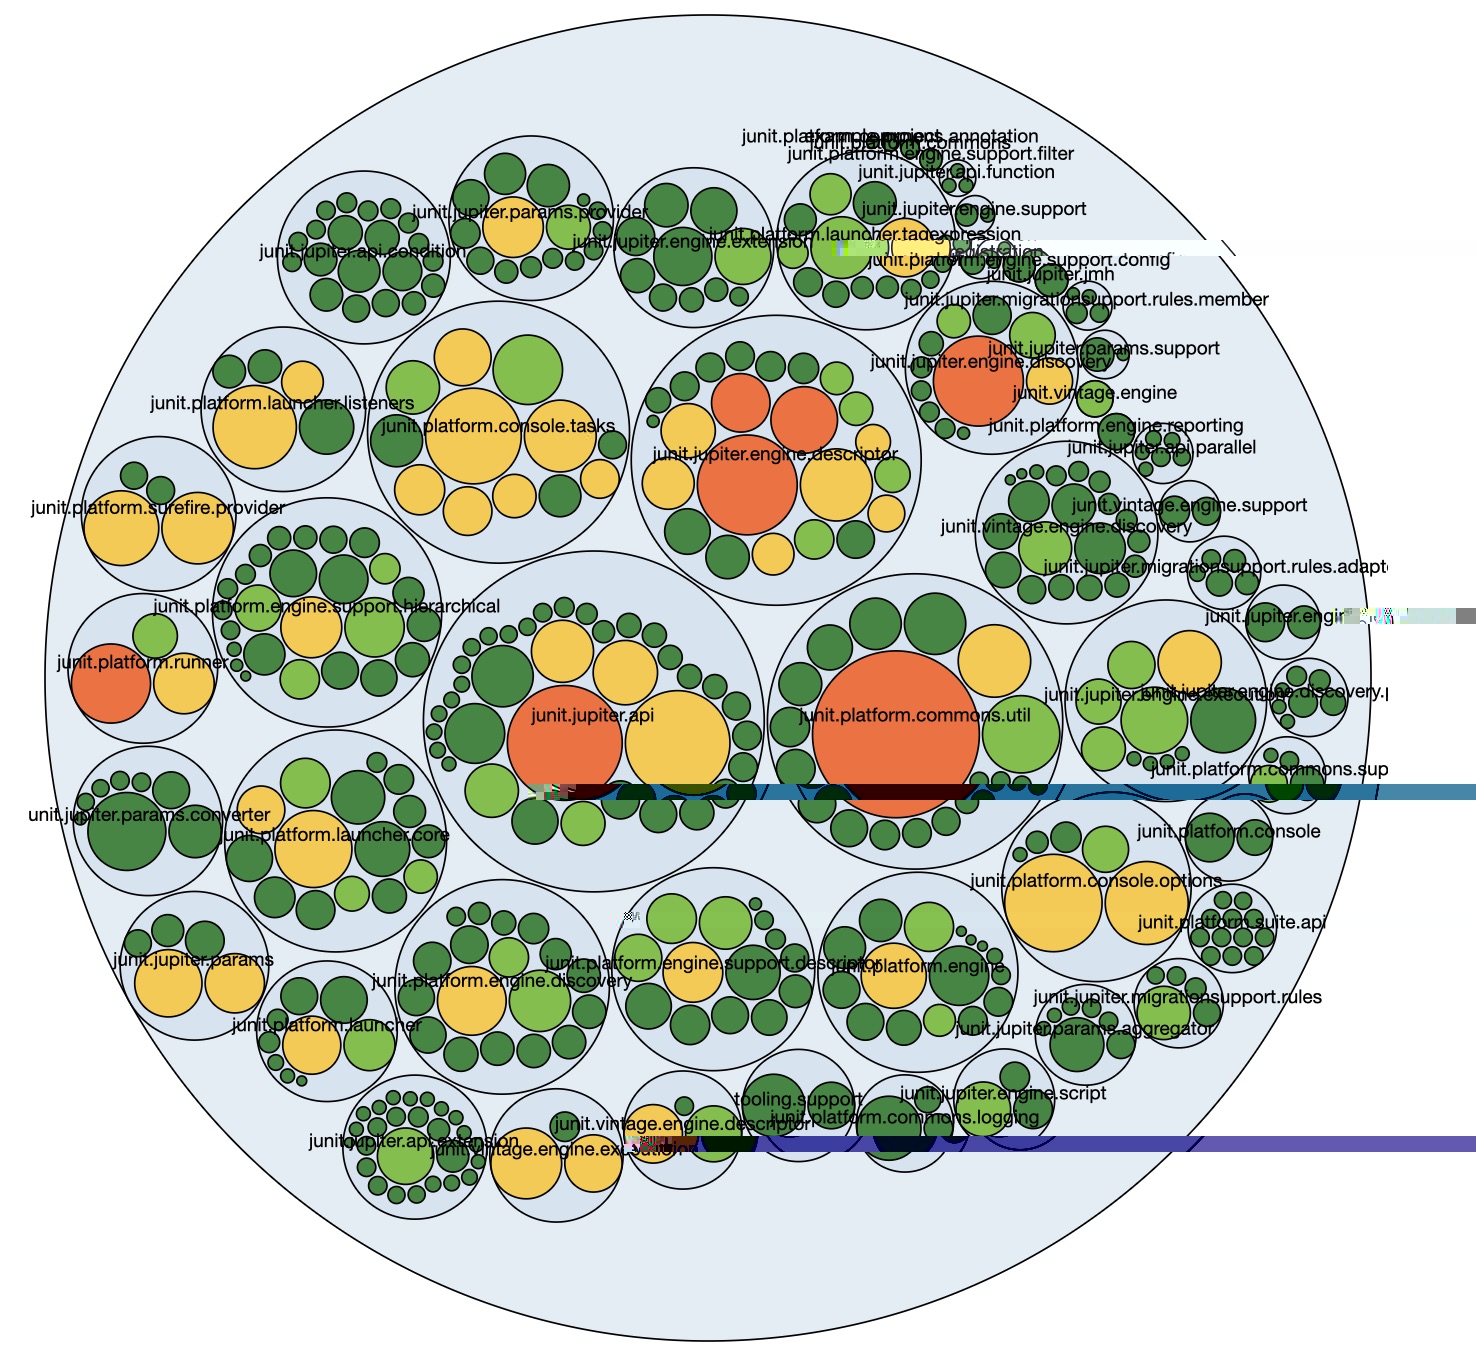 junit.platform.commons.annotation
junit.platform.commons
junit.platform.engine.support.filter
junit.jupiter.api.function
junit.jupiter.params.provider
junit.jupiter.engine.support
junit.platform.launcher.tagexpression
junit.jupiter.engine.extension
junit.jupiter.api.condition
registration
junit.platform.engine.support.config
junit.jupiter.jmh
junit.jupiter.migrationsupport.rules.member
junit.jupiter.params.support
junit.jupiter.engine.discovery
junit.vintage.engine
junit.platform.launcher.listeners
junit.platform.console.tasks
junit.platform.engine.reporting
junit.jupiter.api.parallel
junit.jupiter.engine.descriptor
junit.platform.surefire.provider
junit.vintage.engine.support
junit.vintage.engine.discovery
junit.jupiter.migrationsupport.rules.adapt
junit.platform.engine.support.hierarchical
junit.jupiter.engir
junit.platform.runner
junit.jupiter.engine.execution
junit.jupiter.engine.discovery.p
junit.jupiter.api
junit.platform.commons.util
junit.platform.commons.sup
unit.jupiter.params.converter
junit.platform.launcher.core
junit.platform.console
junit.platform.console.options
junit.platform.suite.api
junit.jupiter.params
junit.platform.engine.support.descriptor
junit.platform.engine
junit.platform.engine.discovery
junit.jupiter.migrationsupport.rules
junit.platform.launcher
junit.jupiter.params.aggregator
junit.jupiter.engine.script
tooling.support
junit.platform.commons.logging
junit.vintage.engine.descriptor
junit.jupiter.api.extension
junit.vintage.engine.execution